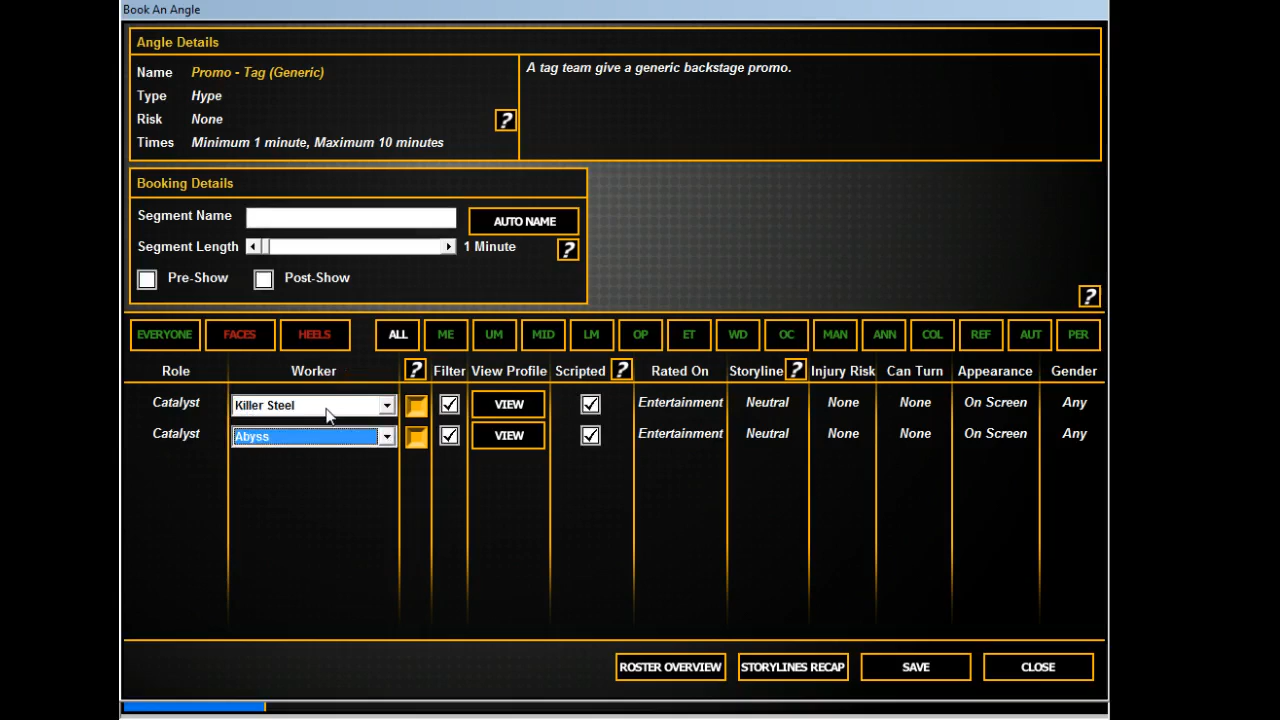 Book An Angle
Angle Details
Name Promo - Tag (Generic)
Type Hype
Risk None
Times Minimum 1 minute, Maximum 10 minutes
?
A tag team give a generic backstage promo.
Booking Details
Segment Name AUTO NAME
Segment Length 1 Minute ?
Pre-Show Post-Show
?
EVERYONE FACES HEELS ALL ME UM MID LM OP ET WD OC MAN ANN COL REF AUT PER
Role Worker ? Filter View Profile Scripted ? Rated On Storyline ? Injury Risk Can Turn Appearance Gender
Catalyst Killer Steel VIEW Entertainment Neutral None None On Screen Any
Catalyst Abyss VIEW Entertainment Neutral None None On Screen Any
ROSTER OVERVIEW STORYLINES RECAP SAVE CLOSE